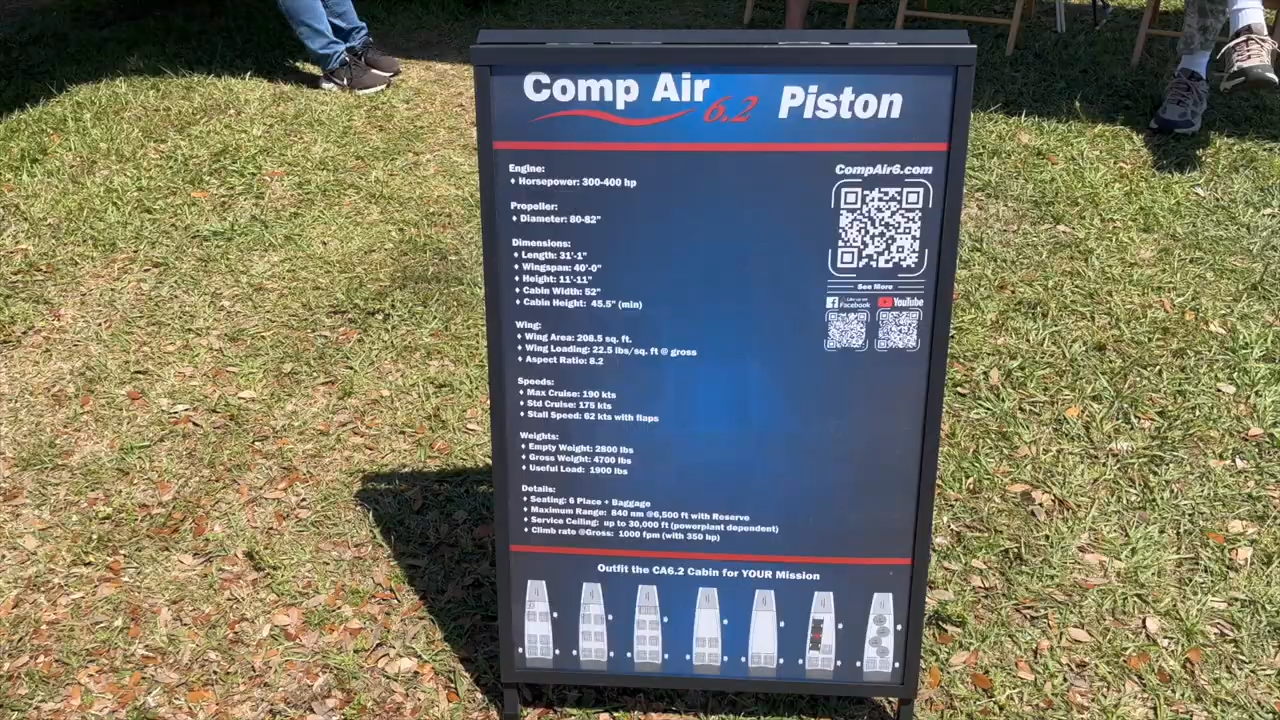 Comp Air 6.2 Piston
Engine:
♦ Horsepower: 300-400 hp
Propeller:
♦ Diameter: 80-82"
Dimensions:
♦ Length: 31'-1"
♦ Wingspan: 40'-0"
♦ Height: 11'-11"
♦ Cabin Width: 52"
♦ Cabin Height: 45.5" (min)
Wing:
♦ Wing Area: 208.5 sq. ft.
♦ Wing Loading: 22.5 lbs/sq. ft @ gross
♦ Aspect Ratio: 8.2
Speeds:
♦ Max Cruise: 190 kts
♦ Std Cruise: 175 kts
♦ Stall Speed: 62 kts with flaps
Weights:
♦ Empty Weight: 2800 lbs
♦ Gross Weight: 4700 lbs
♦ Useful Load: 1900 lbs
Details:
♦ Seating: 6 Place + Baggage
♦ Maximum Range: 840 nm @6,500 ft with Reserve
♦ Service Ceiling: up to 30,000 ft (powerplant dependent)
♦ Climb rate @Gross: 1000 fpm (with 350 hp)
CompAir6.com
See More
Like us on
Facebook
YouTube
Outfit the CA6.2 Cabin for YOUR Mission